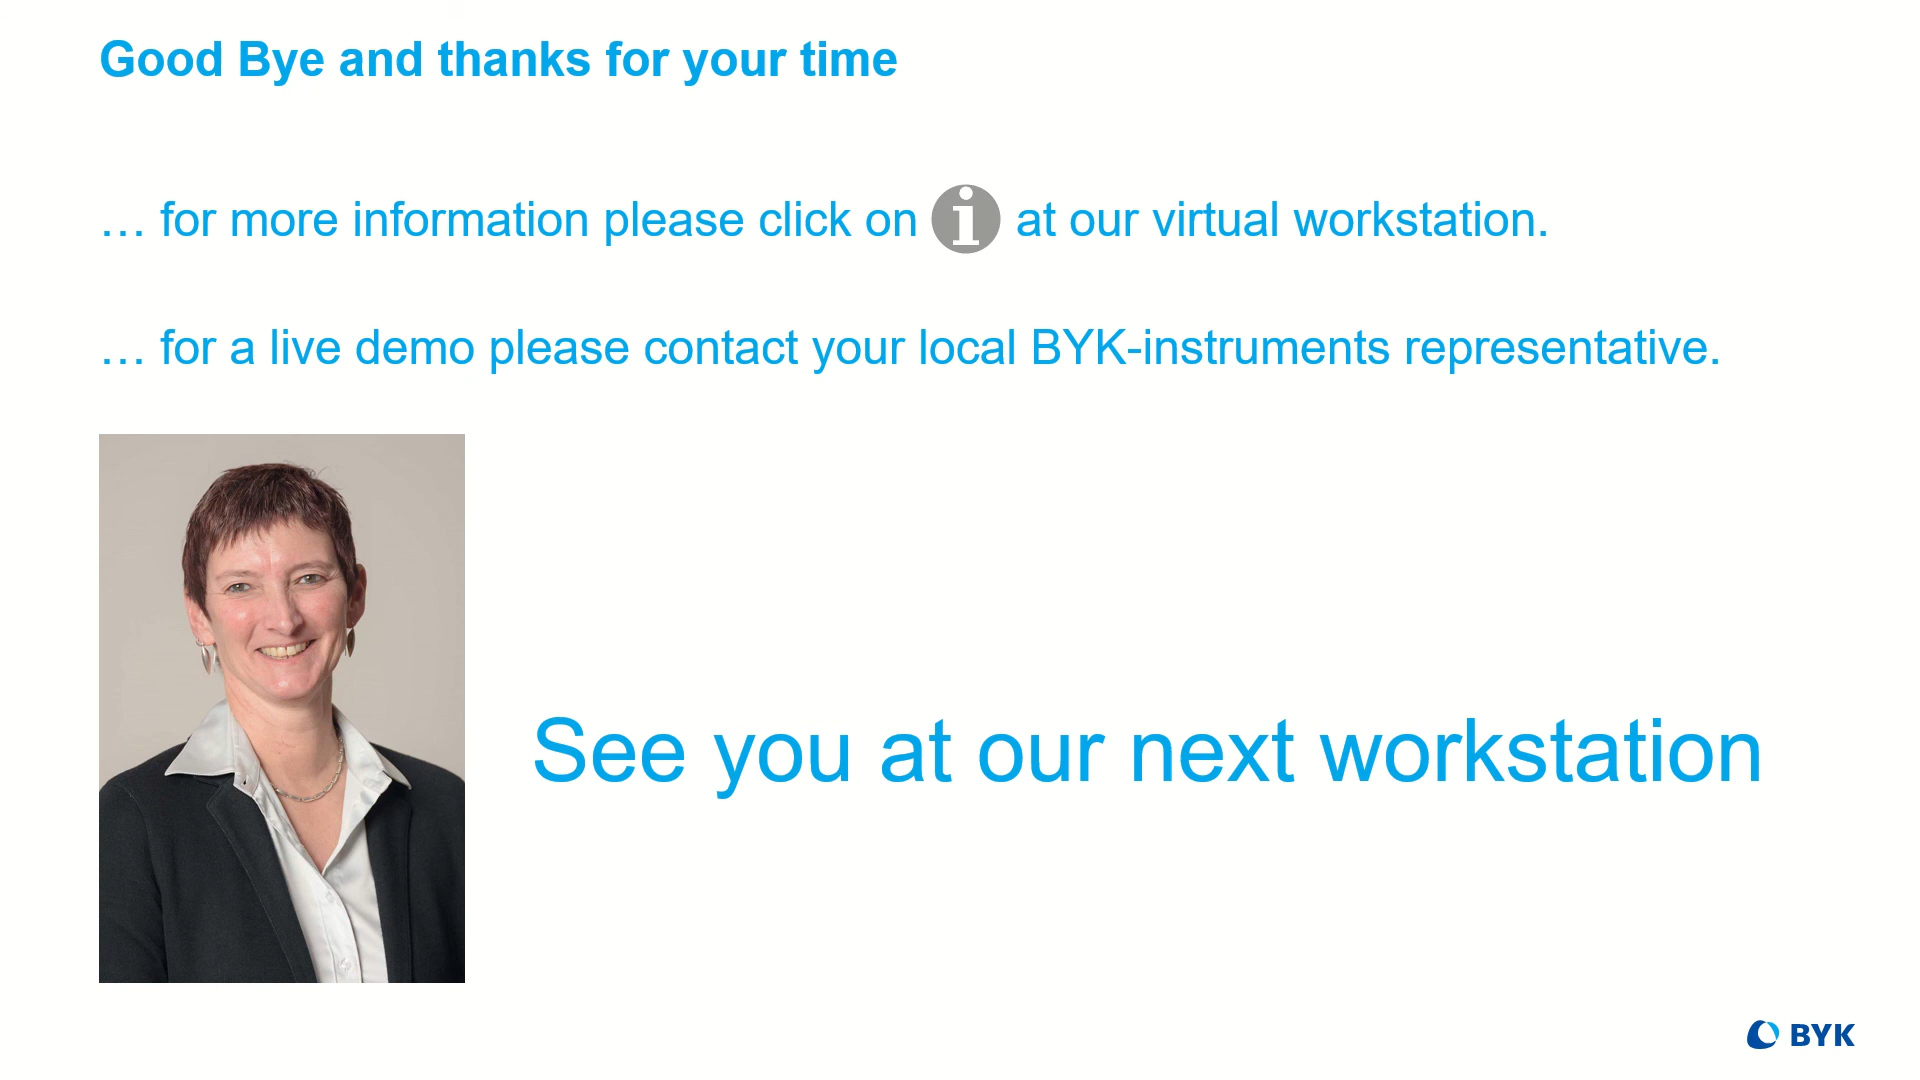 Good Bye and thanks for your time
… for more information please click on i at our virtual workstation.
… for a live demo please contact your local BYK-instruments representative.
See you at our next workstation
BYK